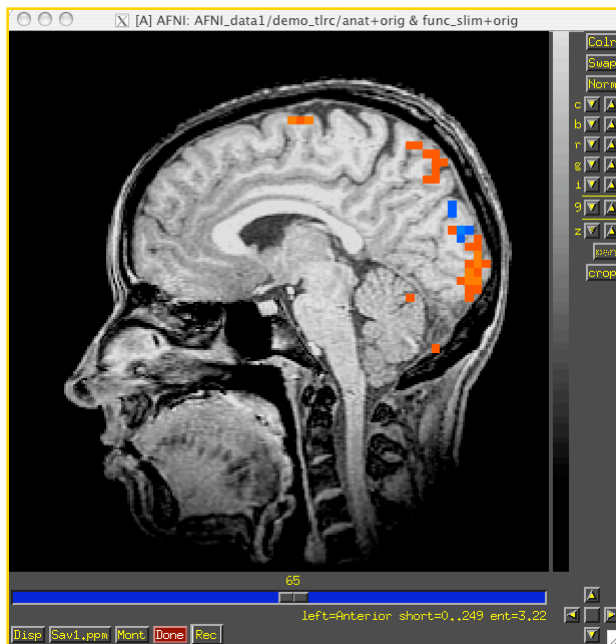 [A] AFNI: AFNI_data1/demo_tlrc/anat+orig & func_slim+orig
Colr
Swap
Norm
c
b
r
g
i
9
z
pan
crop
65
left=Anterior short=0..249 ent=3.22
Disp Sav1.ppm Mont Done Rec